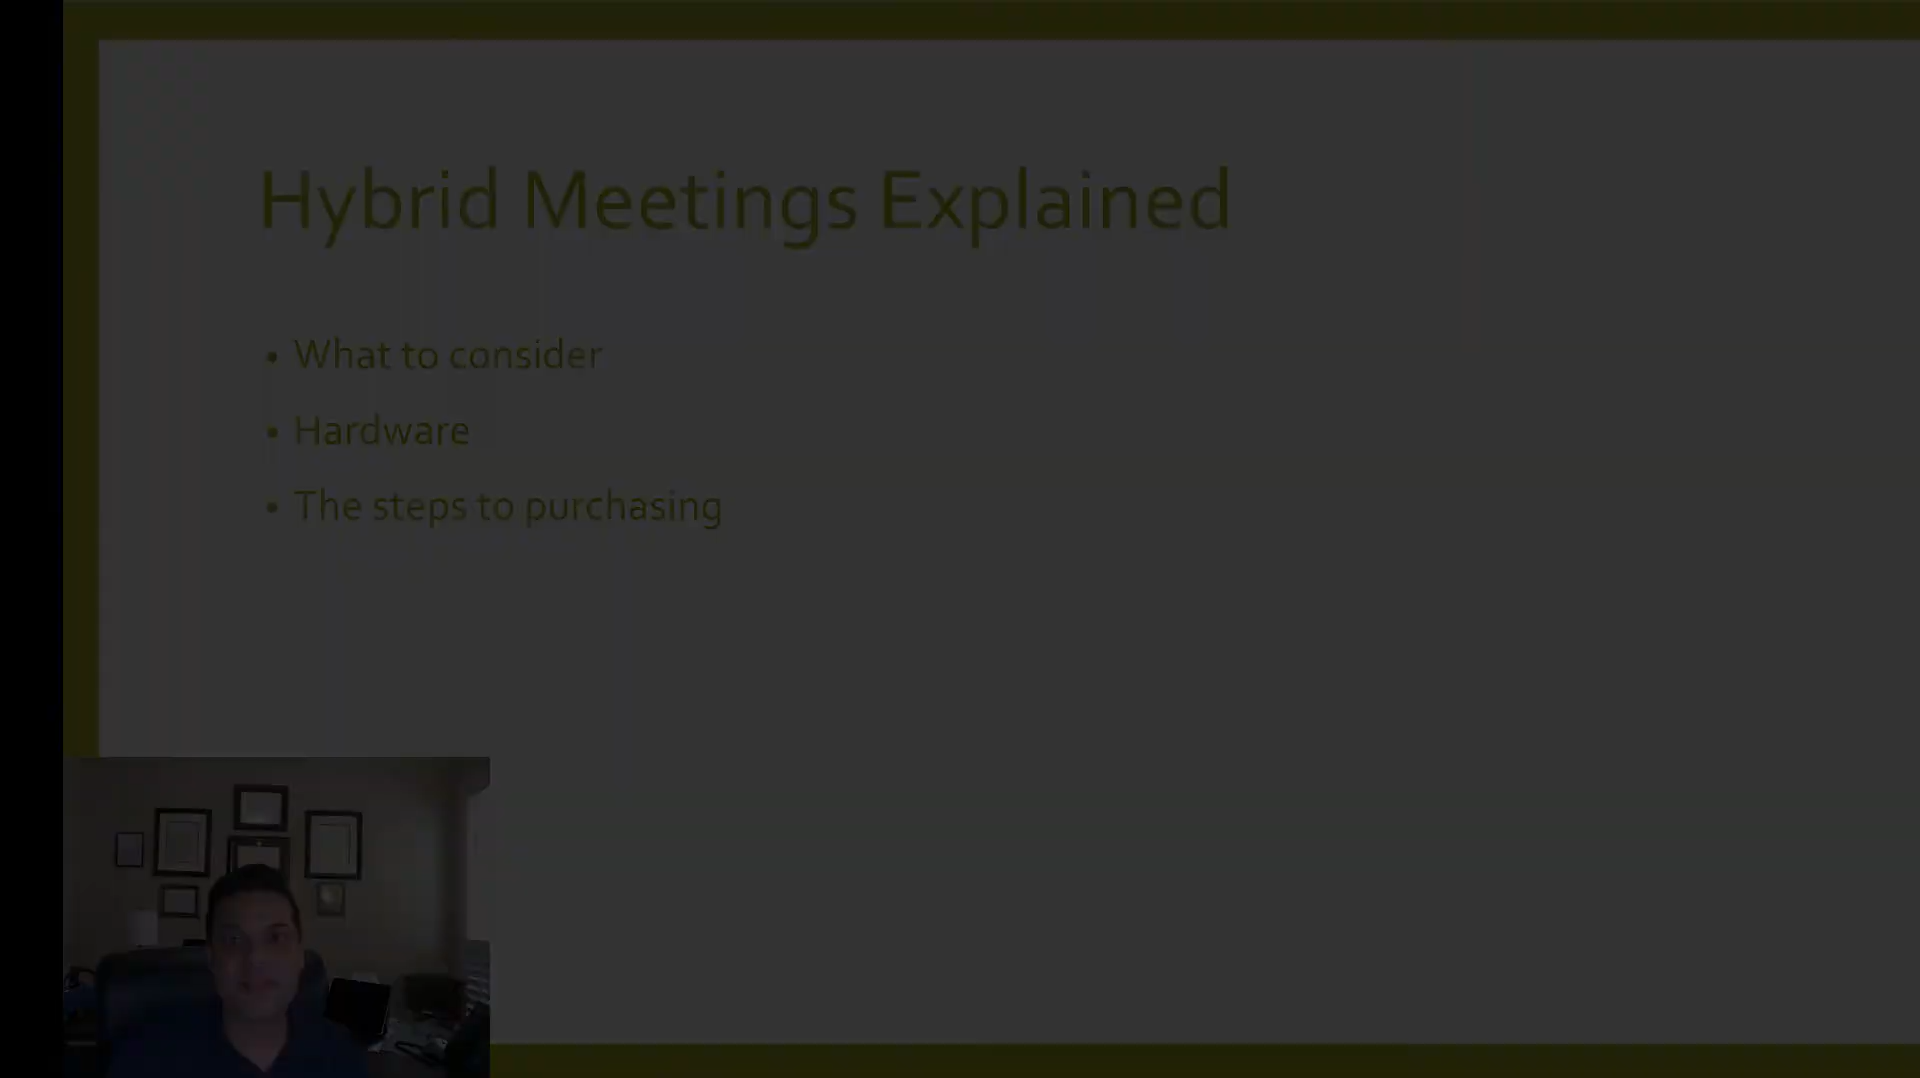 Hybrid Meetings Explained
• What to consider
• Hardware
• The steps to purchasing